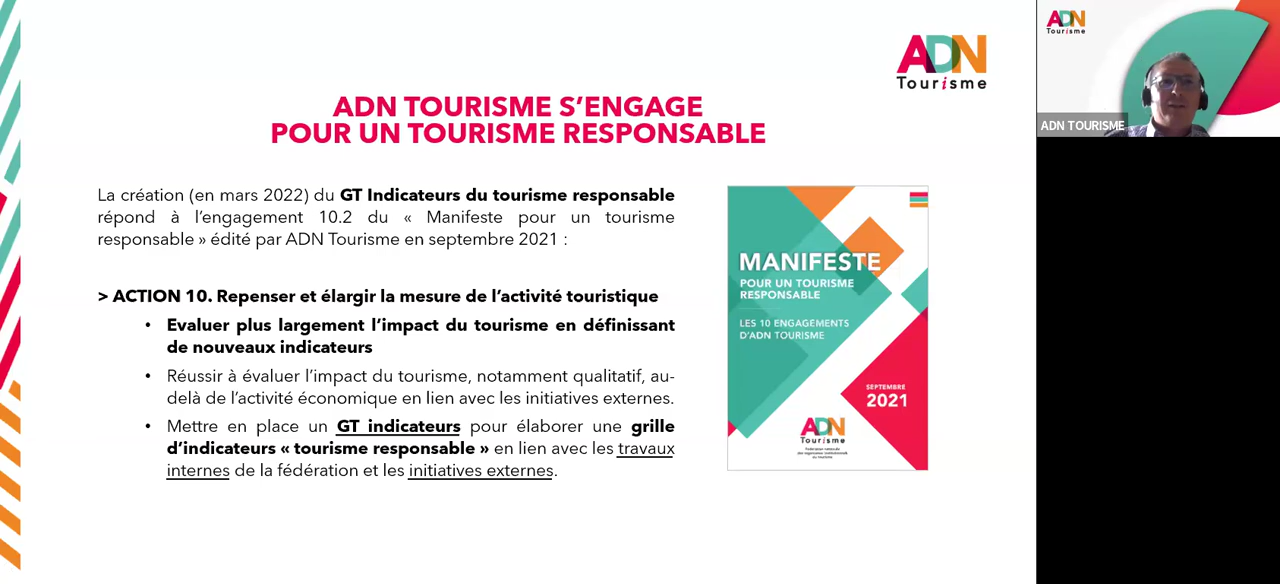 ADN
Tourisme
ADN TOURISME S’ENGAGE
POUR UN TOURISME RESPONSABLE
La création (en mars 2022) du GT Indicateurs du tourisme responsable
répond à l’engagement 10.2 du « Manifeste pour un tourisme
responsable » édité par ADN Tourisme en septembre 2021 :
> ACTION 10. Repenser et élargir la mesure de l’activité touristique
• Evaluer plus largement l’impact du tourisme en définissant
de nouveaux indicateurs
• Réussir à évaluer l’impact du tourisme, notamment qualitatif, au-
delà de l’activité économique en lien avec les initiatives externes.
• Mettre en place un GT indicateurs pour élaborer une grille
d’indicateurs « tourisme responsable » en lien avec les travaux
internes de la fédération et les initiatives externes.
MANIFESTE
POUR UN TOURISME
RESPONSABLE
LES 10 ENGAGEMENTS
D’ADN TOURISME
SEPTEMBRE
2021
ADN
Tourisme
ADN
Tourisme
ADN TOURISME